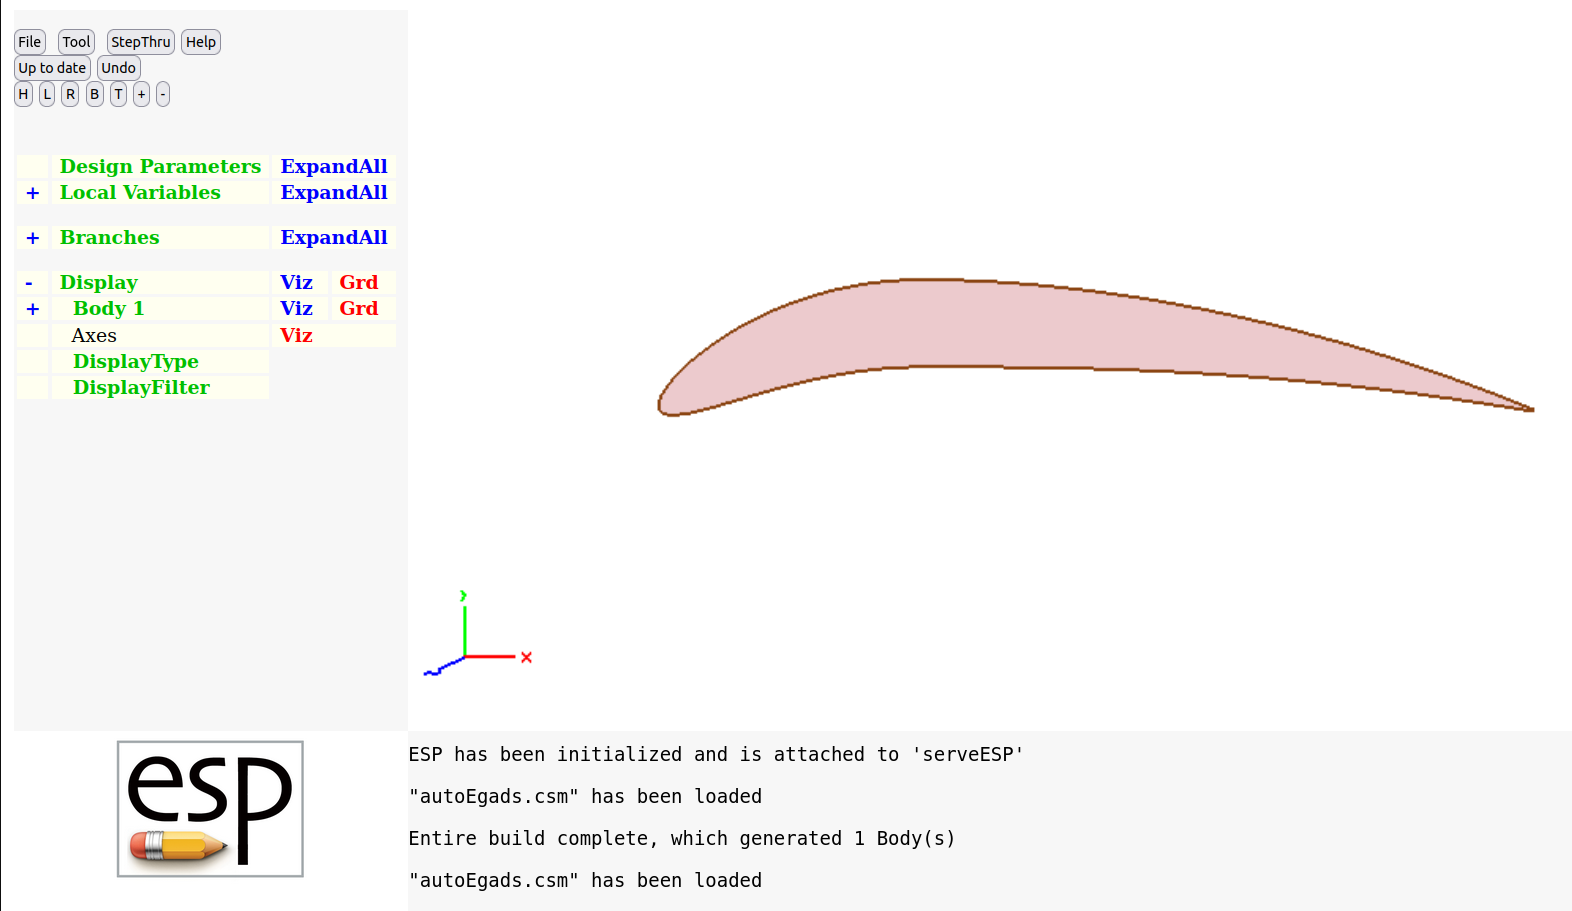 File Tool StepThru Help
Up to date Undo
H L R B T + -
Design Parameters ExpandAll
+ Local Variables ExpandAll
+ Branches ExpandAll
- Display Viz Grd
+ Body 1 Viz Grd
Axes Viz
DisplayType
DisplayFilter
y
x
esp
ESP has been initialized and is attached to 'serveESP'
"autoEgads.csm" has been loaded
Entire build complete, which generated 1 Body(s)
"autoEgads.csm" has been loaded